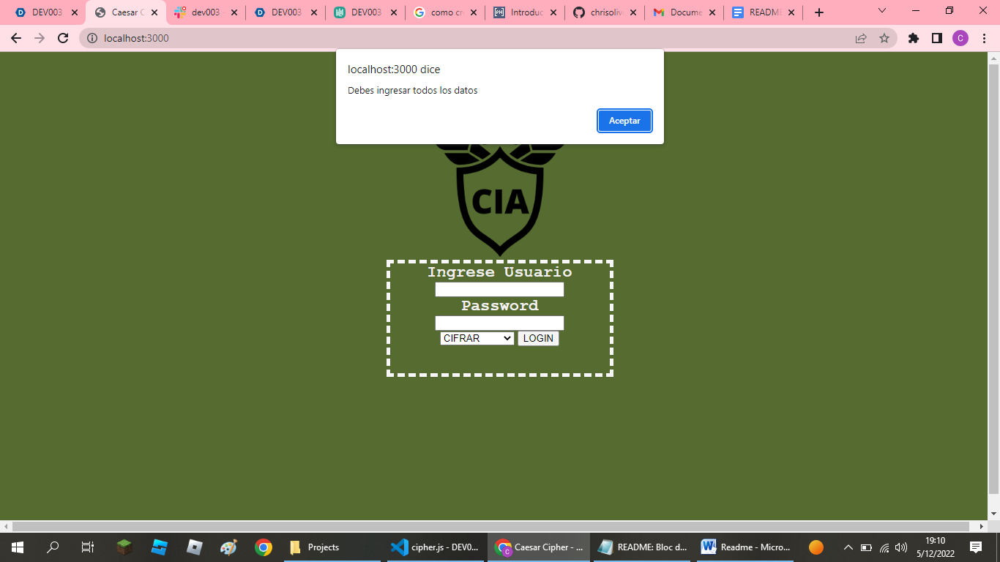 DEV003
Caesar C
dev003
DEV003
DEV003
como cr
Introduc
chrisolive
Docume
README
localhost:3000
C
localhost:3000 dice
Debes ingresar todos los datos
Aceptar
CIA
Ingrese Usuario
Password
CIFRAR LOGIN
Projects
cipher.js - DEV0...
Caesar Cipher - ...
README: Bloc d...
Readme - Micro...
19:10
5/12/2022